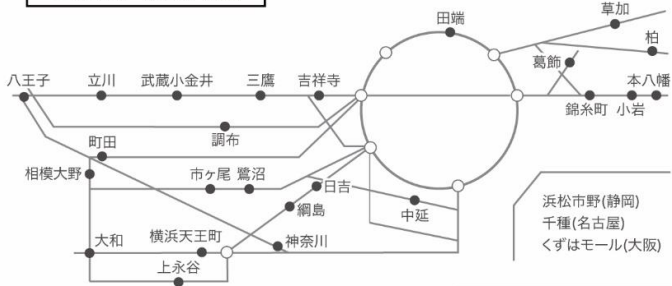 草加
田端
柏
葛飾
八王子
立川
武蔵小金井
三鷹
吉祥寺
本八幡
錦糸町
小岩
調布
町田
相模大野
市ヶ尾
鷺沼
日吉
中延
綱島
浜松市野(静岡)
千種(名古屋)
くずはモール(大阪)
大和
横浜天王町
神奈川
上永谷